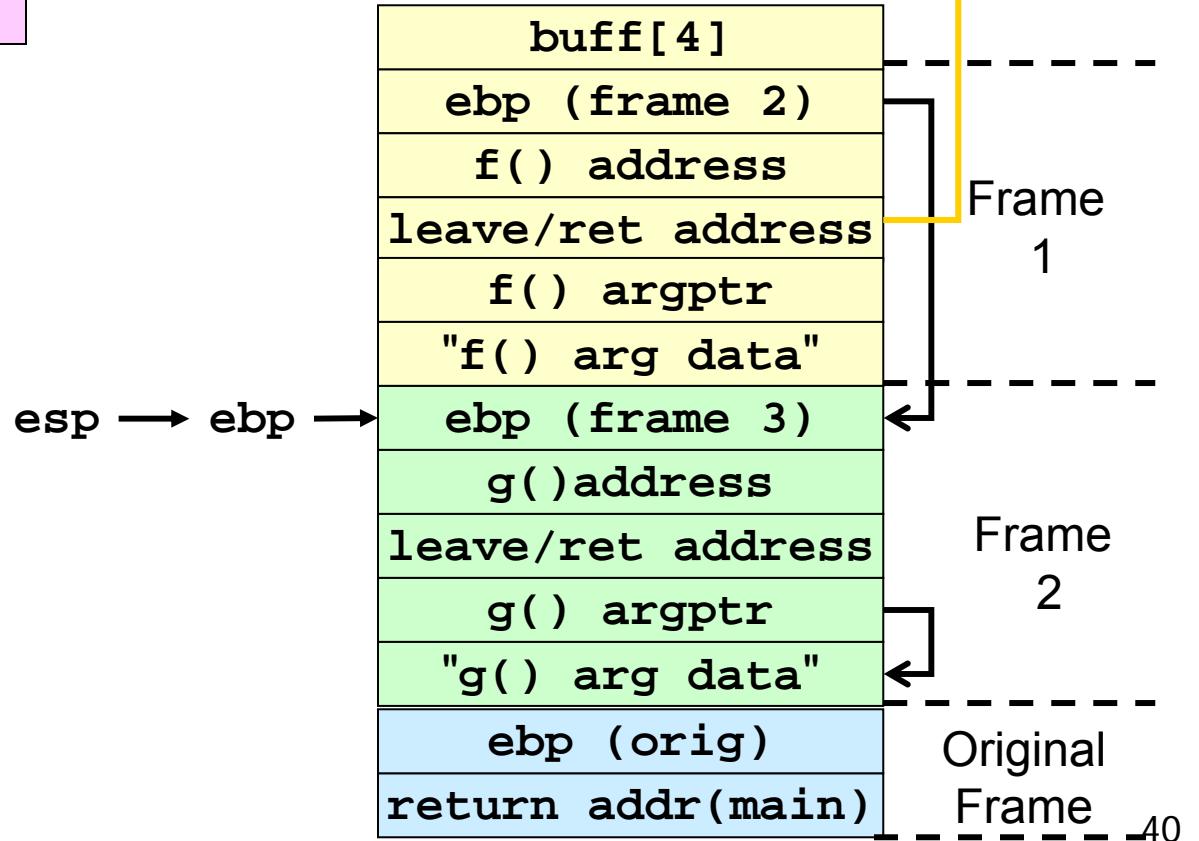 buff[4]
ebp (frame 2)
f() address
leave/ret address
f() argptr
"f() arg data"
Frame
1
esp
ebp
ebp (frame 3)
g()address
leave/ret address
g() argptr
"g() arg data"
Frame
2
ebp (orig)
return addr(main)
Original
Frame
40